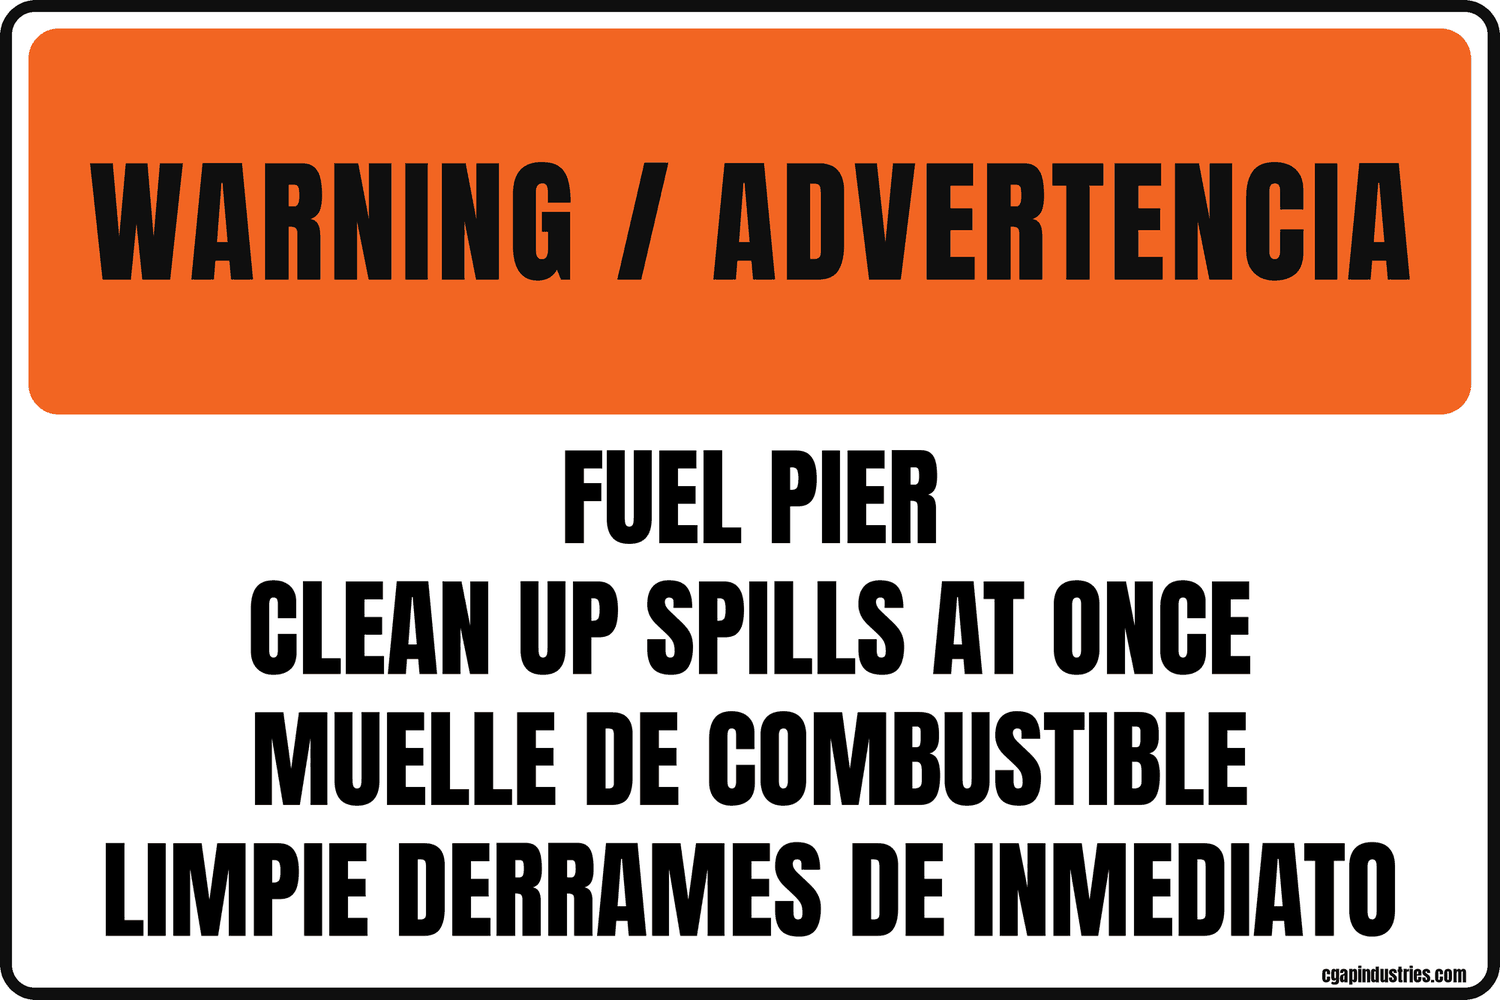 WARNING / ADVERTENCIA
FUEL PIER
CLEAN UP SPILLS AT ONCE
MUELLE DE COMBUSTIBLE
LIMPIE DERRAMES DE INMEDIATO
cgapindustries.com